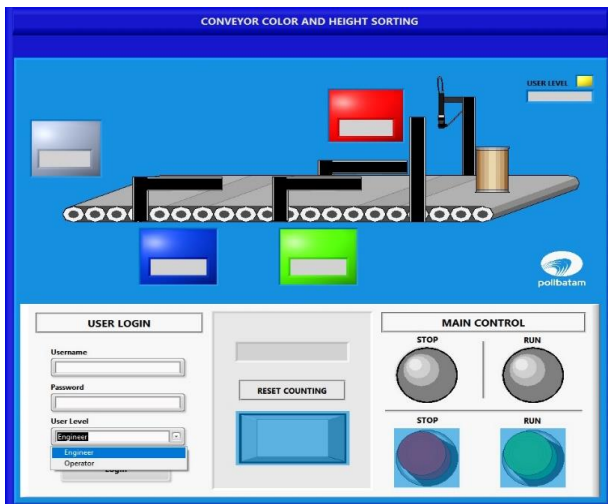 CONVEYOR COLOR AND HEIGHT SORTING
USER LEVEL
polibatam
USER LOGIN
Username
Password
User Level
Engineer
Engineer
Operator
Login
RESET COUNTING
MAIN CONTROL
STOP
RUN
STOP
RUN